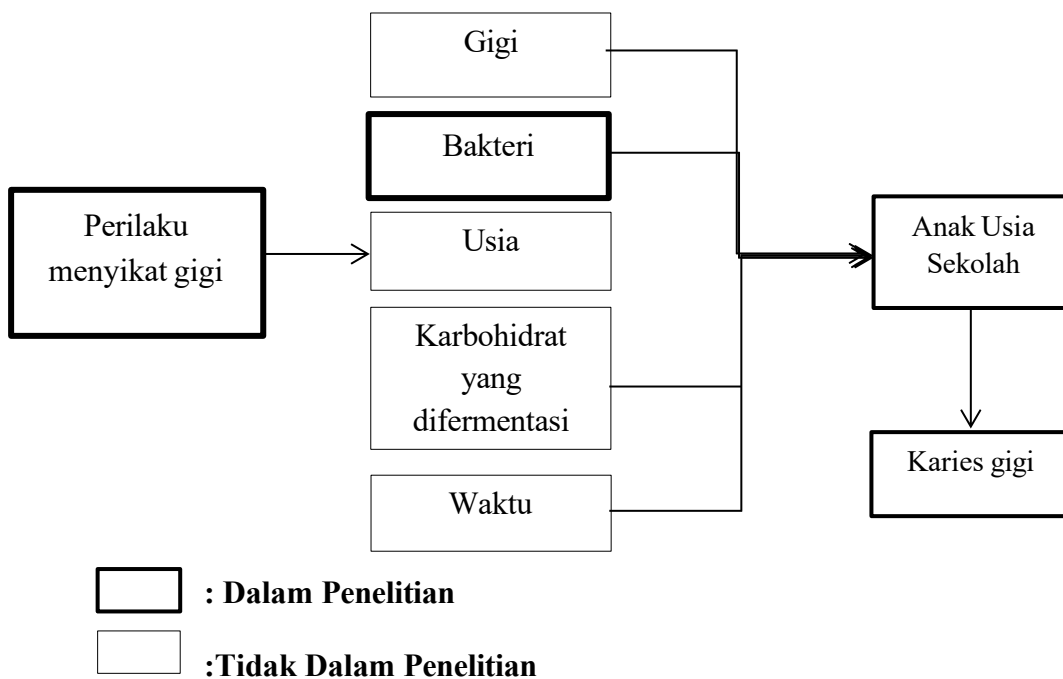 Gigi
Bakteri
Perilaku
menyikat gigi
Usia
Anak Usia
Sekolah
Karbohidrat
yang
difermentasi
Karies gigi
Waktu
: Dalam Penelitian
:Tidak Dalam Penelitian